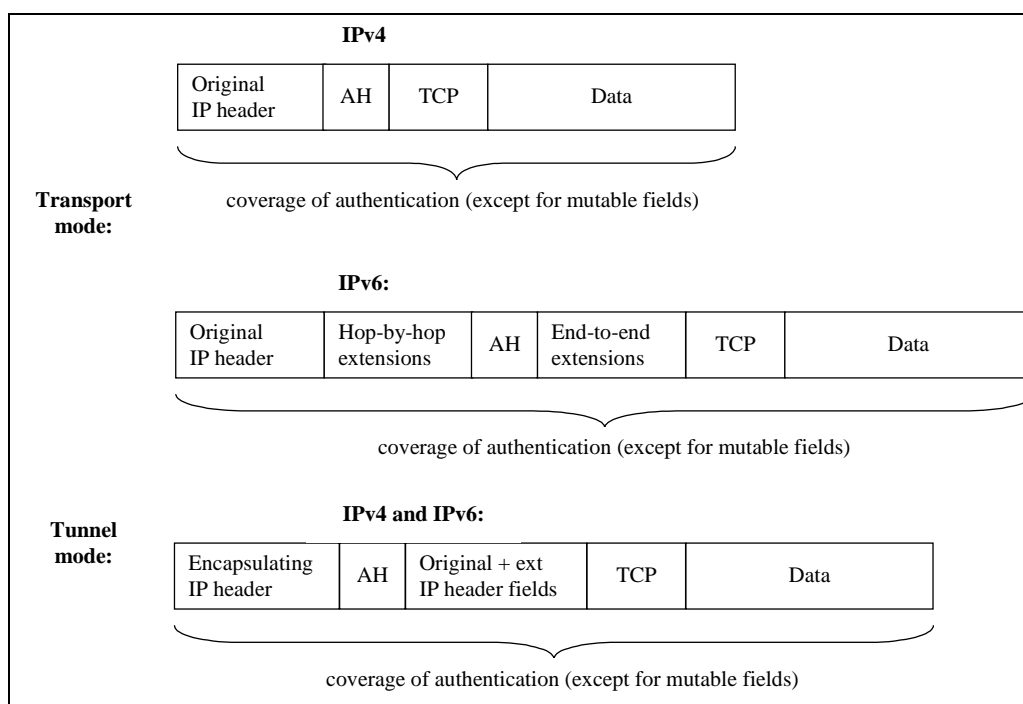 IPv4
Original
IP header
AH
TCP
Data
coverage of authentication (except for mutable fields)
Transport
mode:
IPv6:
Original
IP header
Hop-by-hop
extensions
AH
End-to-end
extensions
TCP
Data
coverage of authentication (except for mutable fields)
Tunnel
mode:
IPv4 and IPv6:
Encapsulating
IP header
AH
Original + ext
IP header fields
TCP
Data
coverage of authentication (except for mutable fields)